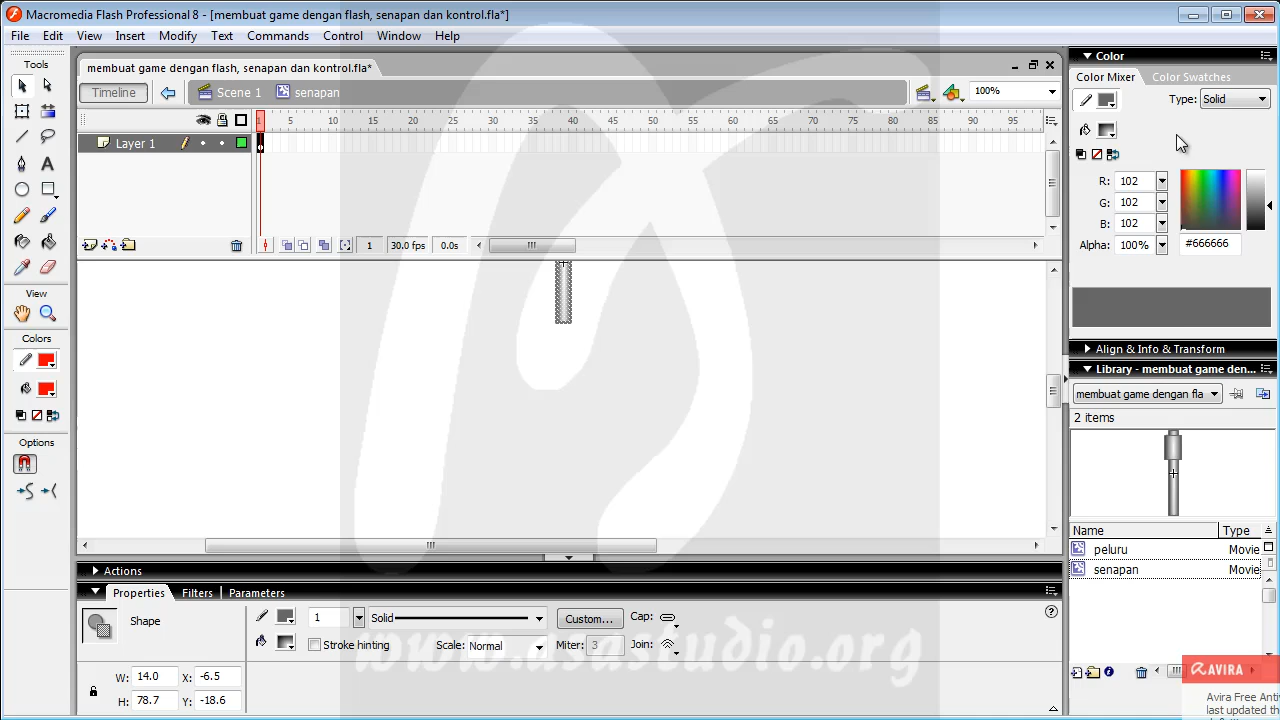 Macromedia Flash Professional 8 - [membuat game dengan flash, senapan dan kontrol.fla*]
File Edit View Insert Modify Text Commands Control Window Help
Tools
membuat game dengan flash, senapan dan kontrol.fla*
Timeline Scene 1 senapan 100%
1 5 10 15 20 25 30 35 40 45 50 55 60 65 70 75 80 85 90 95
Layer 1
1 30.0 fps 0.0s
View
Colors
Options
Color
Color Mixer Color Swatches
Type: Solid
R: 102
G: 102
B: 102
Alpha: 100% #666666
Align & Info & Transform
Library - membuat game den...
membuat game dengan fla
2 items
Name Type
peluru Movie
senapan Movie
Actions
Properties Filters Parameters
Shape
1 Solid Custom... Cap:
Stroke hinting Scale: Normal Miter: 3 Join:
W: 14.0 X: -6.5
H: 78.7 Y: -18.6
www.asastudio.org
AVIRA
Avira Free Anti
last updated th